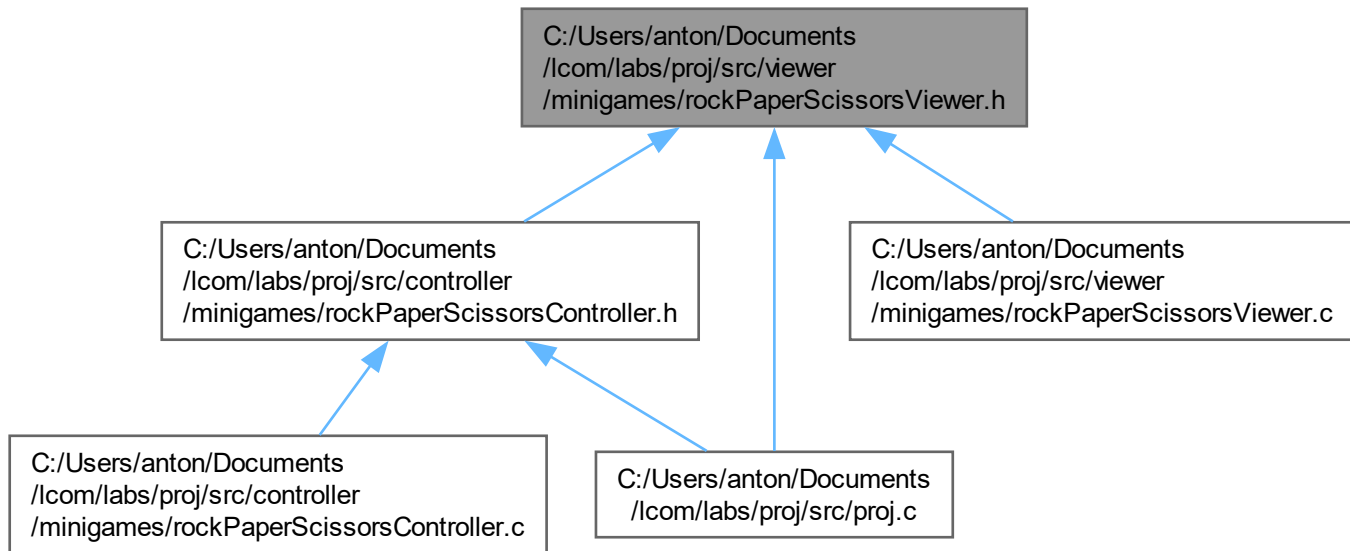 C:/Users/anton/Documents
/lcom/labs/proj/src/viewer
/minigames/rockPaperScissorsViewer.h
C:/Users/anton/Documents
/lcom/labs/proj/src/controller
/minigames/rockPaperScissorsController.h
C:/Users/anton/Documents
/lcom/labs/proj/src/viewer
/minigames/rockPaperScissorsViewer.c
C:/Users/anton/Documents
/lcom/labs/proj/src/controller
/minigames/rockPaperScissorsController.c
C:/Users/anton/Documents
/lcom/labs/proj/src/proj.c